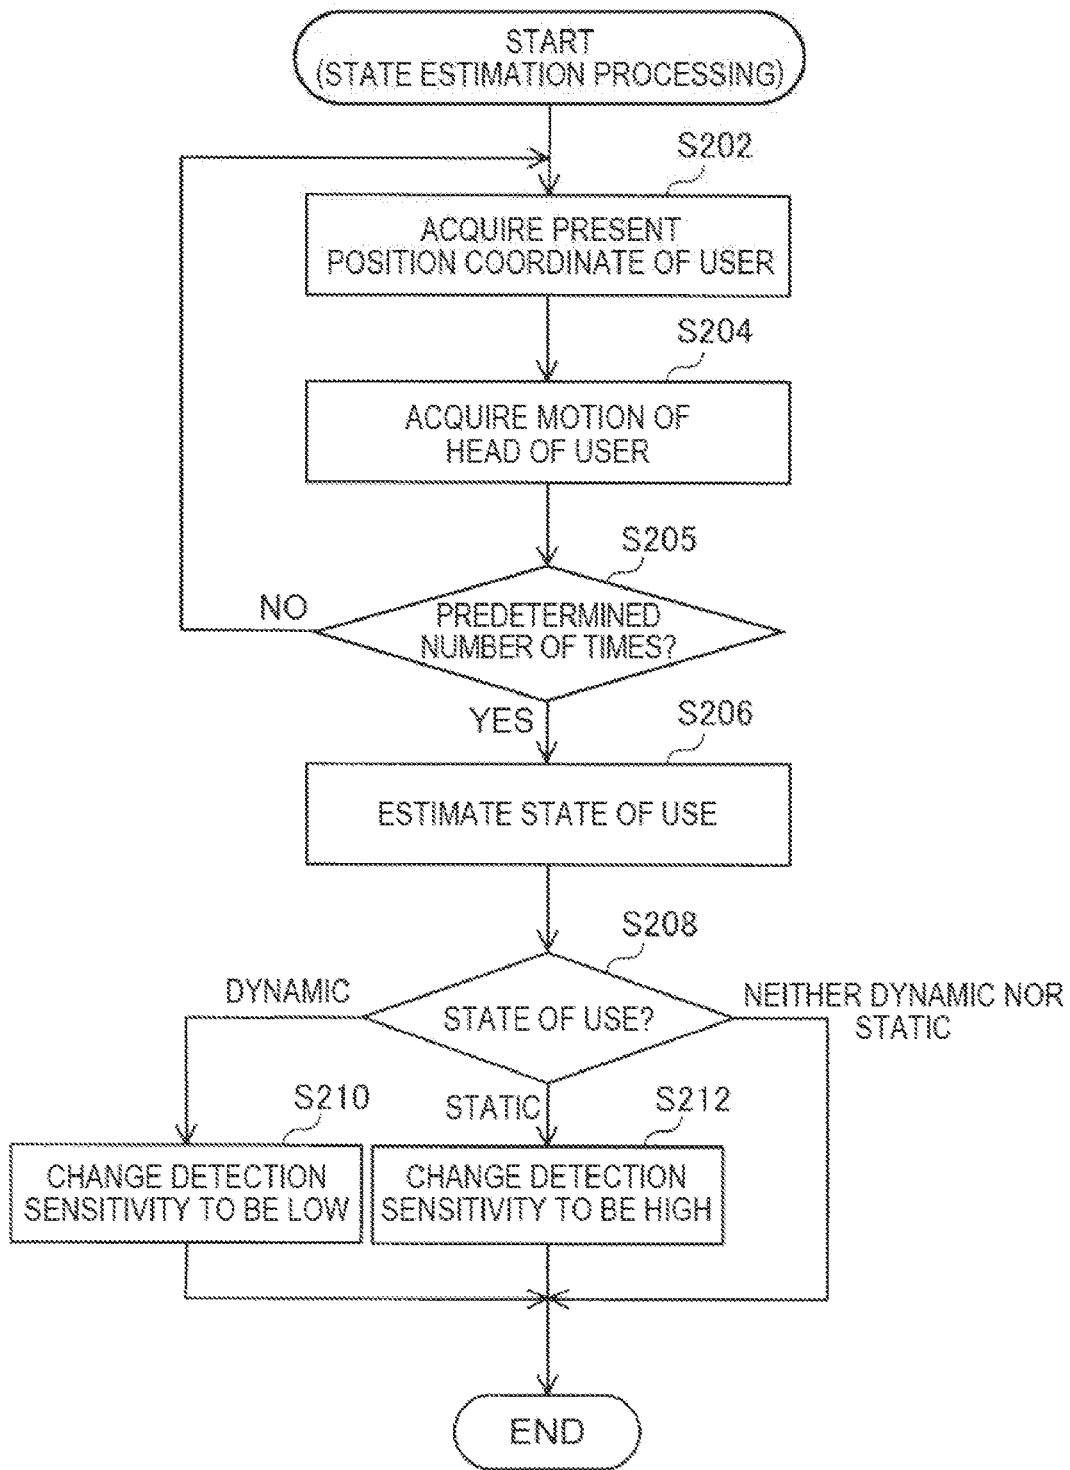 START
(STATE ESTIMATION PROCESSING)
S202
ACQUIRE PRESENT
POSITION COORDINATE OF USER
S204
ACQUIRE MOTION OF
HEAD OF USER
S205
NO
PREDETERMINED
NUMBER OF TIMES?
YES
S206
ESTIMATE STATE OF USE
S208
DYNAMIC
STATE OF USE?
NEITHER DYNAMIC NOR
STATIC
S210
STATIC
S212
CHANGE DETECTION
SENSITIVITY TO BE LOW
CHANGE DETECTION
SENSITIVITY TO BE HIGH
END